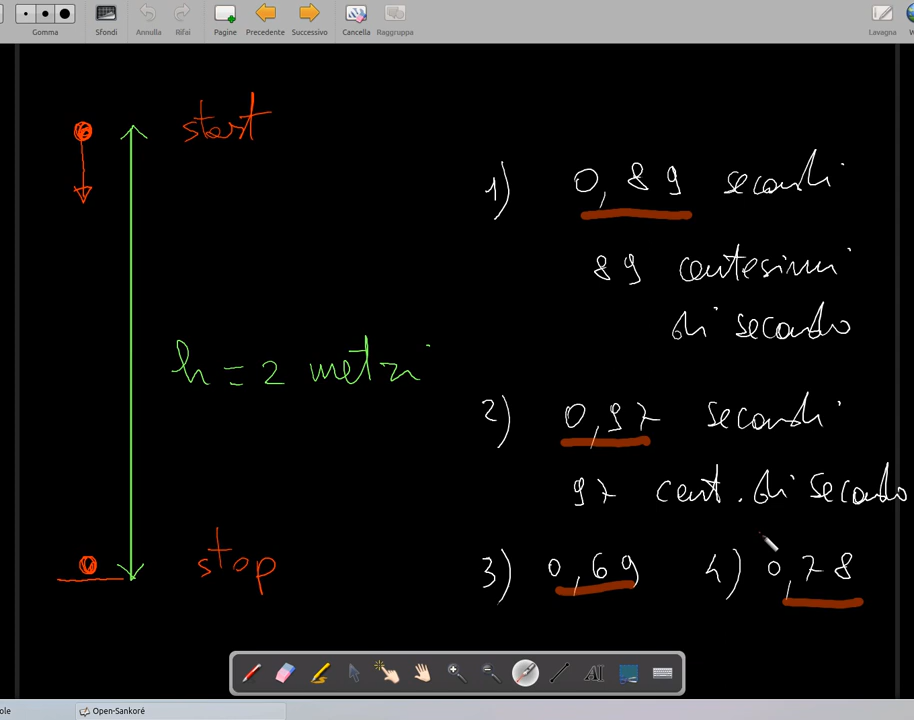 Gomma
Sfondi
Annulla
Rifai
Pagine
Precedente
Successivo
Cancella
Raggruppa
Lavagna
start
1) 0,89 secondi
89 centesimi
di secondo
h = 2 metri
2) 0,97 secondi
97 cent. di secondo
stop
3) 0,69
4) 0,78
AI
ole
Open-Sankoré